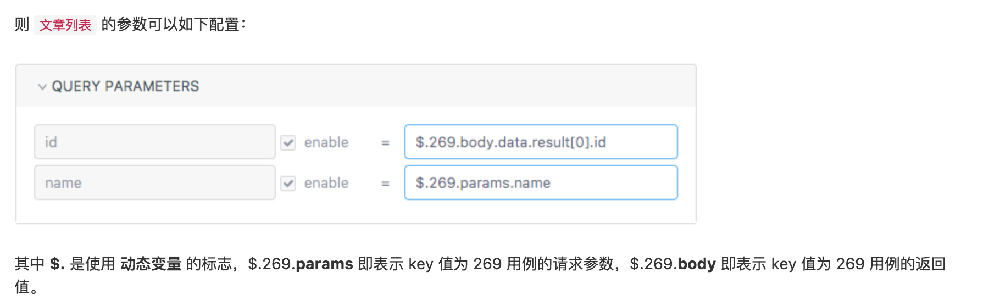 则 文章列表 的参数可以如下配置：
QUERY PARAMETERS
id enable = $.269.body.data.result[0].id
name enable = $.269.params.name
其中 $. 是使用 动态变量 的标志，$.269.params 即表示 key 值为 269 用例的请求参数，$.269.body 即表示 key 值为 269 用例的返回
值。